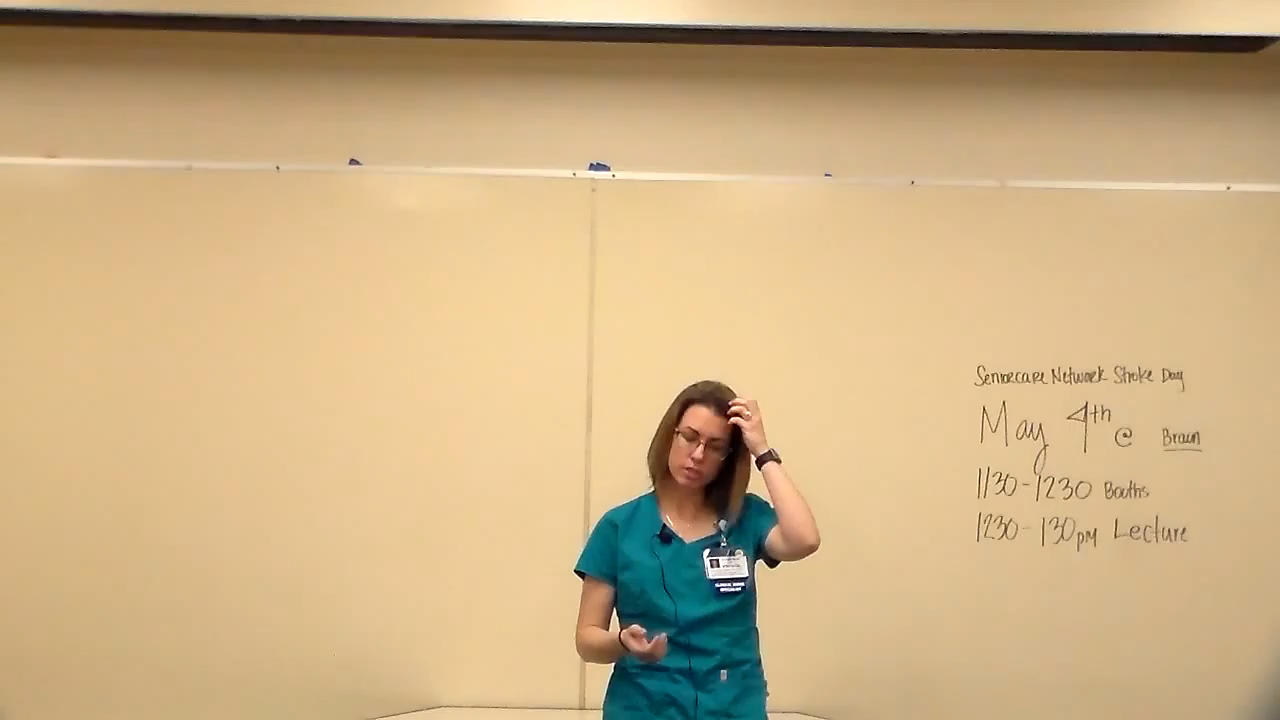 Seniorcare Network Stroke Day
May 4th @ Braun
1130-1230 Booths
1230-130pm Lecture